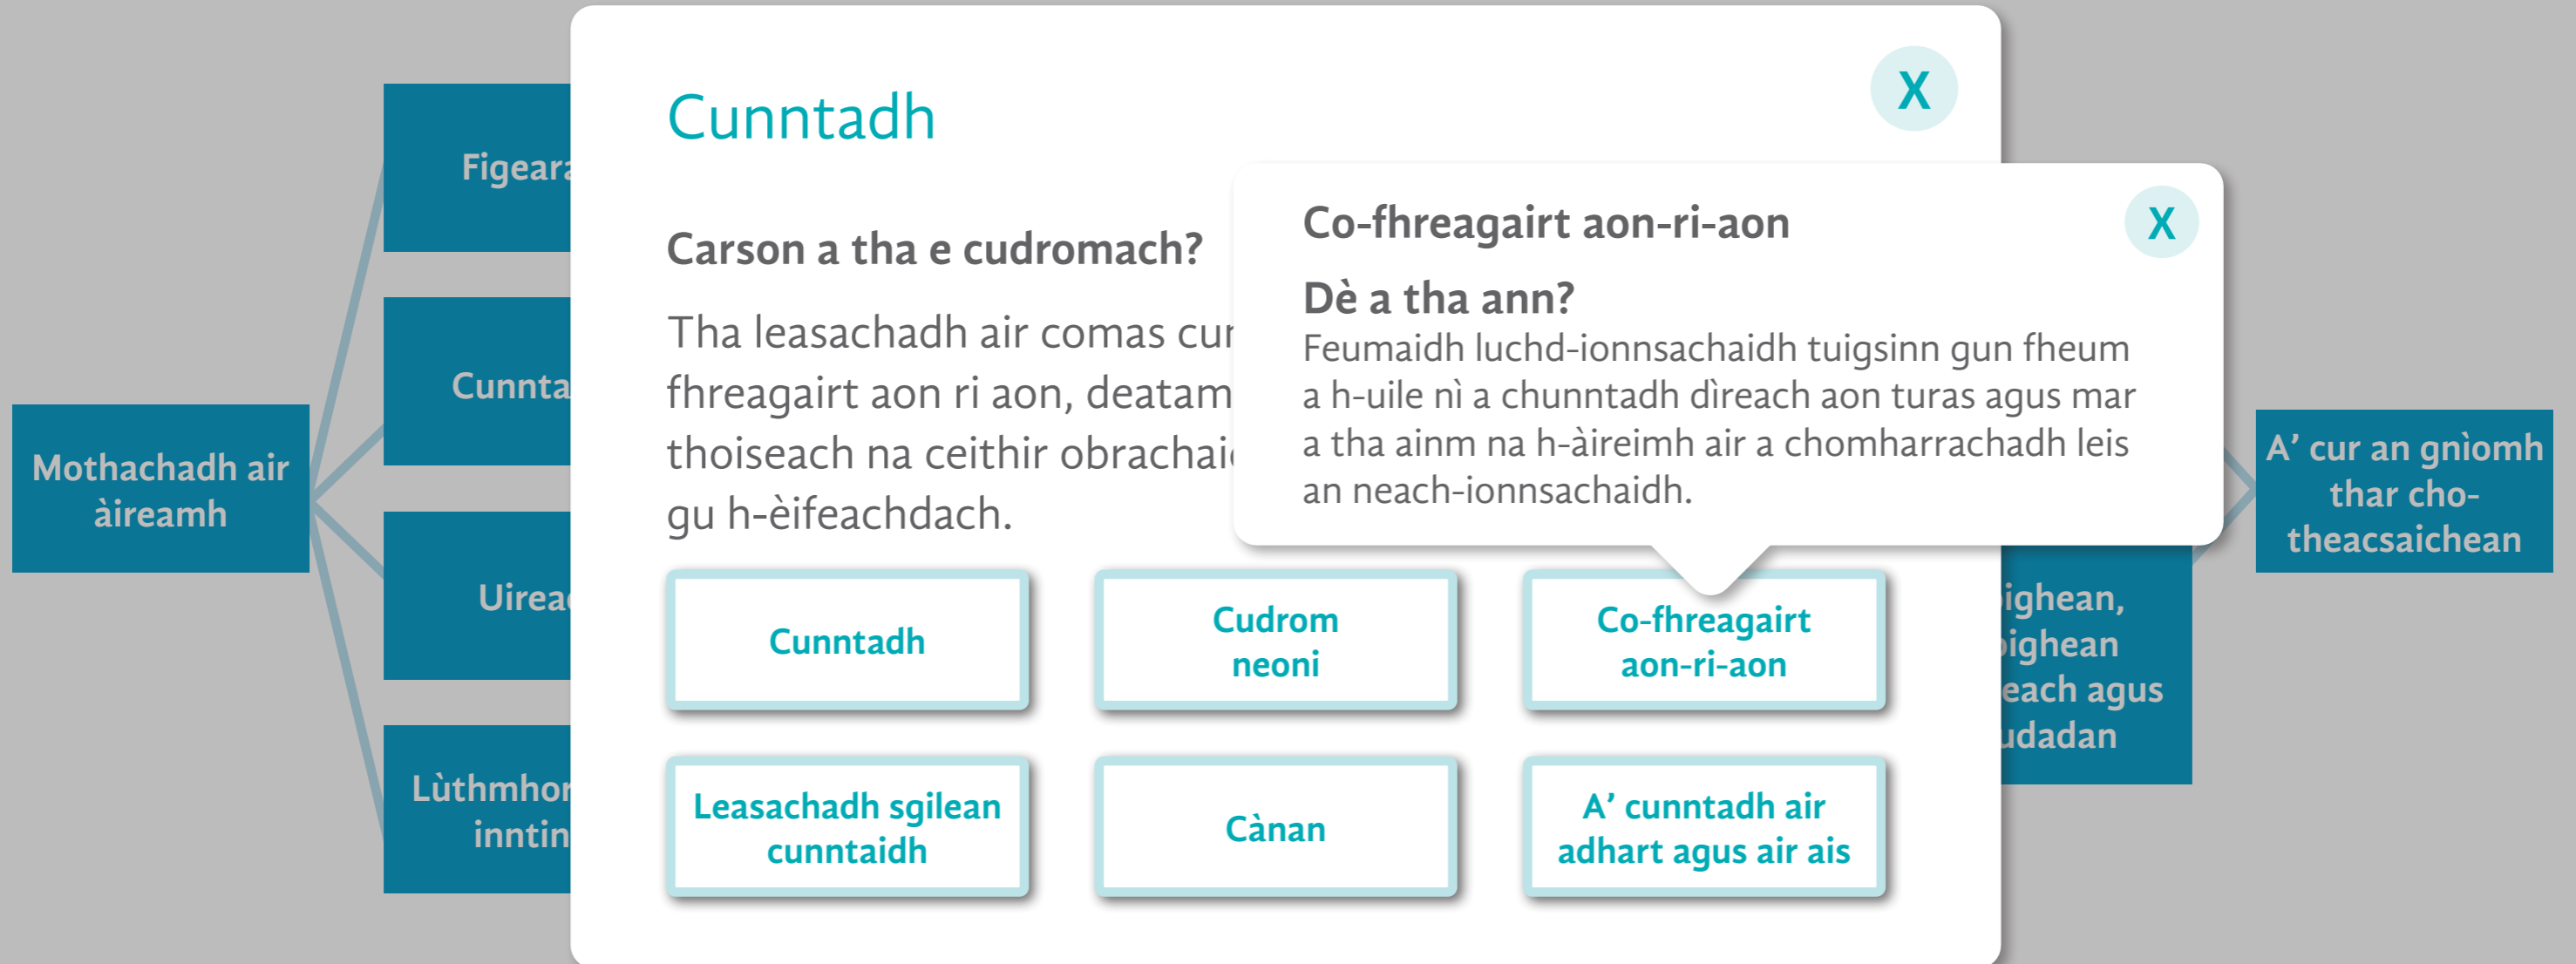 Mothachadh air
àireamh
Lùthmhor
Cunntadh
X
Carson a tha e cudromach?
Tha leasachadh air comas
fhreagairt aon ri aon,
thoiseach na ceithir
gu h-èifeachdach.
Co-fhreagairt aon-ri-aon
X
Dè a tha ann?
Feumaidh luchd-ionnsachaidh tuigsinn gun fheum
a h-uile nì a chunntadh dìreach aon turas agus mar
a tha ainm na h-àireimh air a chomharrachadh leis
an neach-ionnsachaidh.
Cunntadh
Cudrom
neoni
Co-fhreagairt
aon-ri-aon
Leasachadh sgilean
cunntaidh
Cànan
A’ cunntadh air
adhart agus air ais
agus
A’ cur an gnìomh
thar cho-
theacsaichean